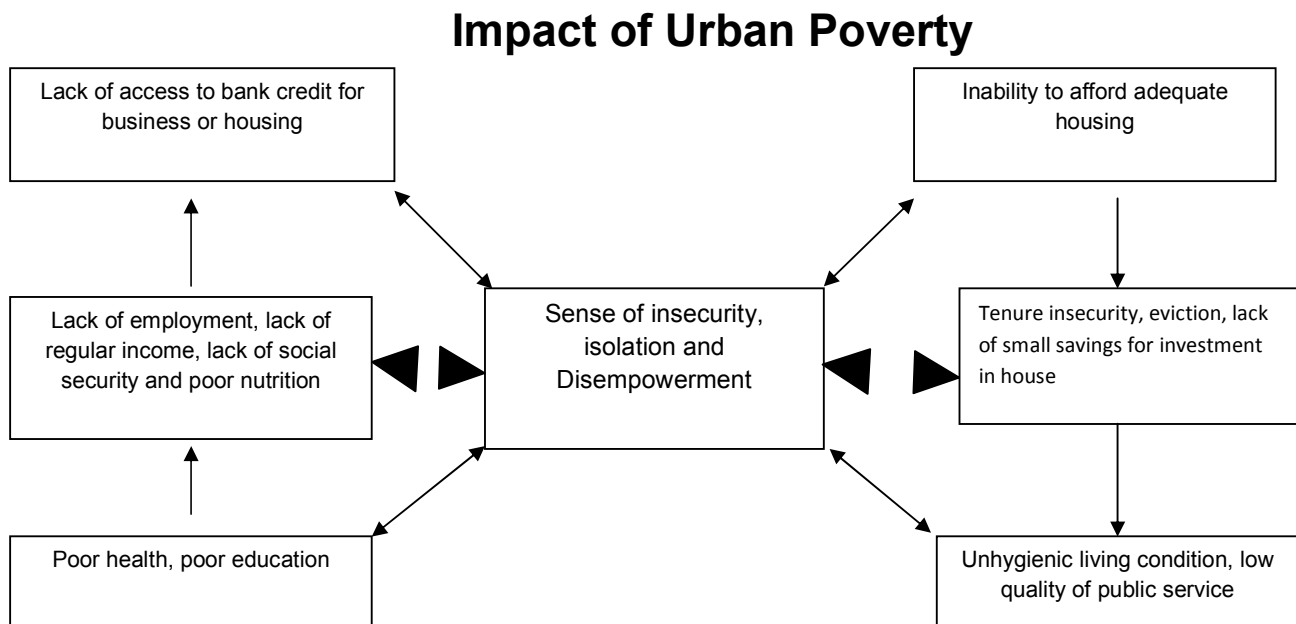 Impact of Urban Poverty
Lack of access to bank credit for
business or housing
Inability to afford adequate
housing
Lack of employment, lack of
regular income, lack of social
security and poor nutrition
Sense of insecurity,
isolation and
Disempowerment
Tenure insecurity, eviction, lack
of small savings for investment
in house
Poor health, poor education
Unhygienic living condition, low
quality of public service